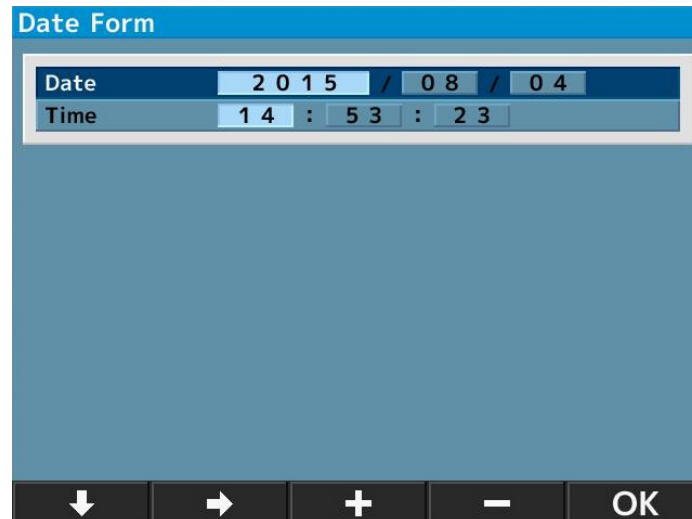 Date Form
Date 2015 / 08 / 04
Time 14 : 53 : 23
+ − OK